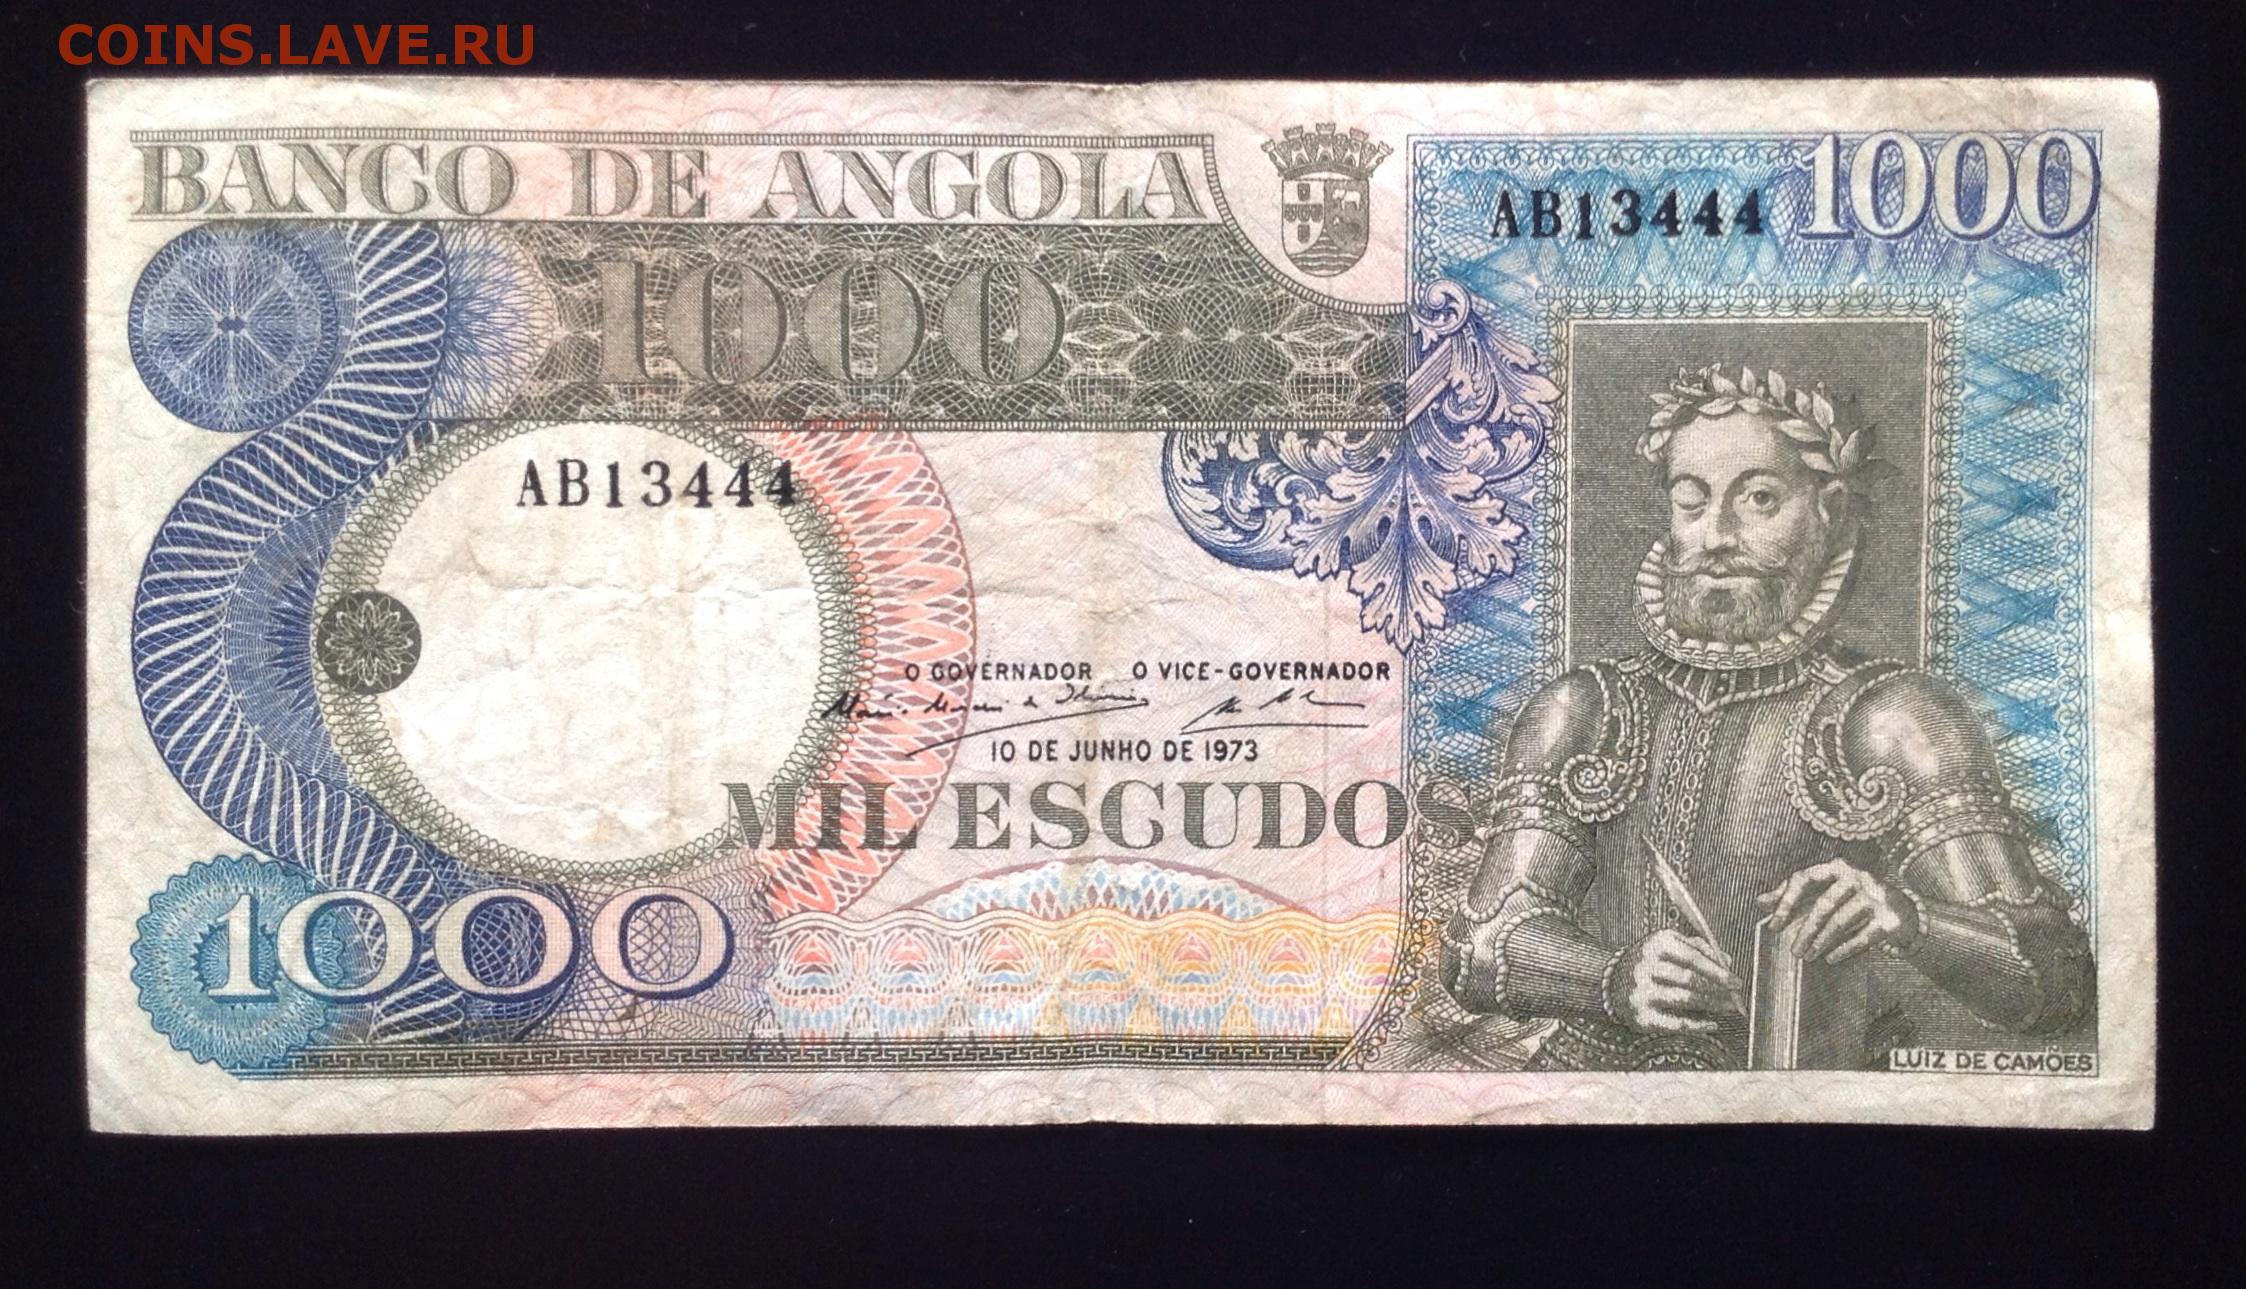 COINS.LAVE.RU
BANCO DE ANGOLA
1000
AB13444
1000
AB13444
O GOVERNADOR O VICE-GOVERNADOR
10 DE JUNHO DE 1973
MIL ESCUDOS
1000
LUIZ DE CAMÕES